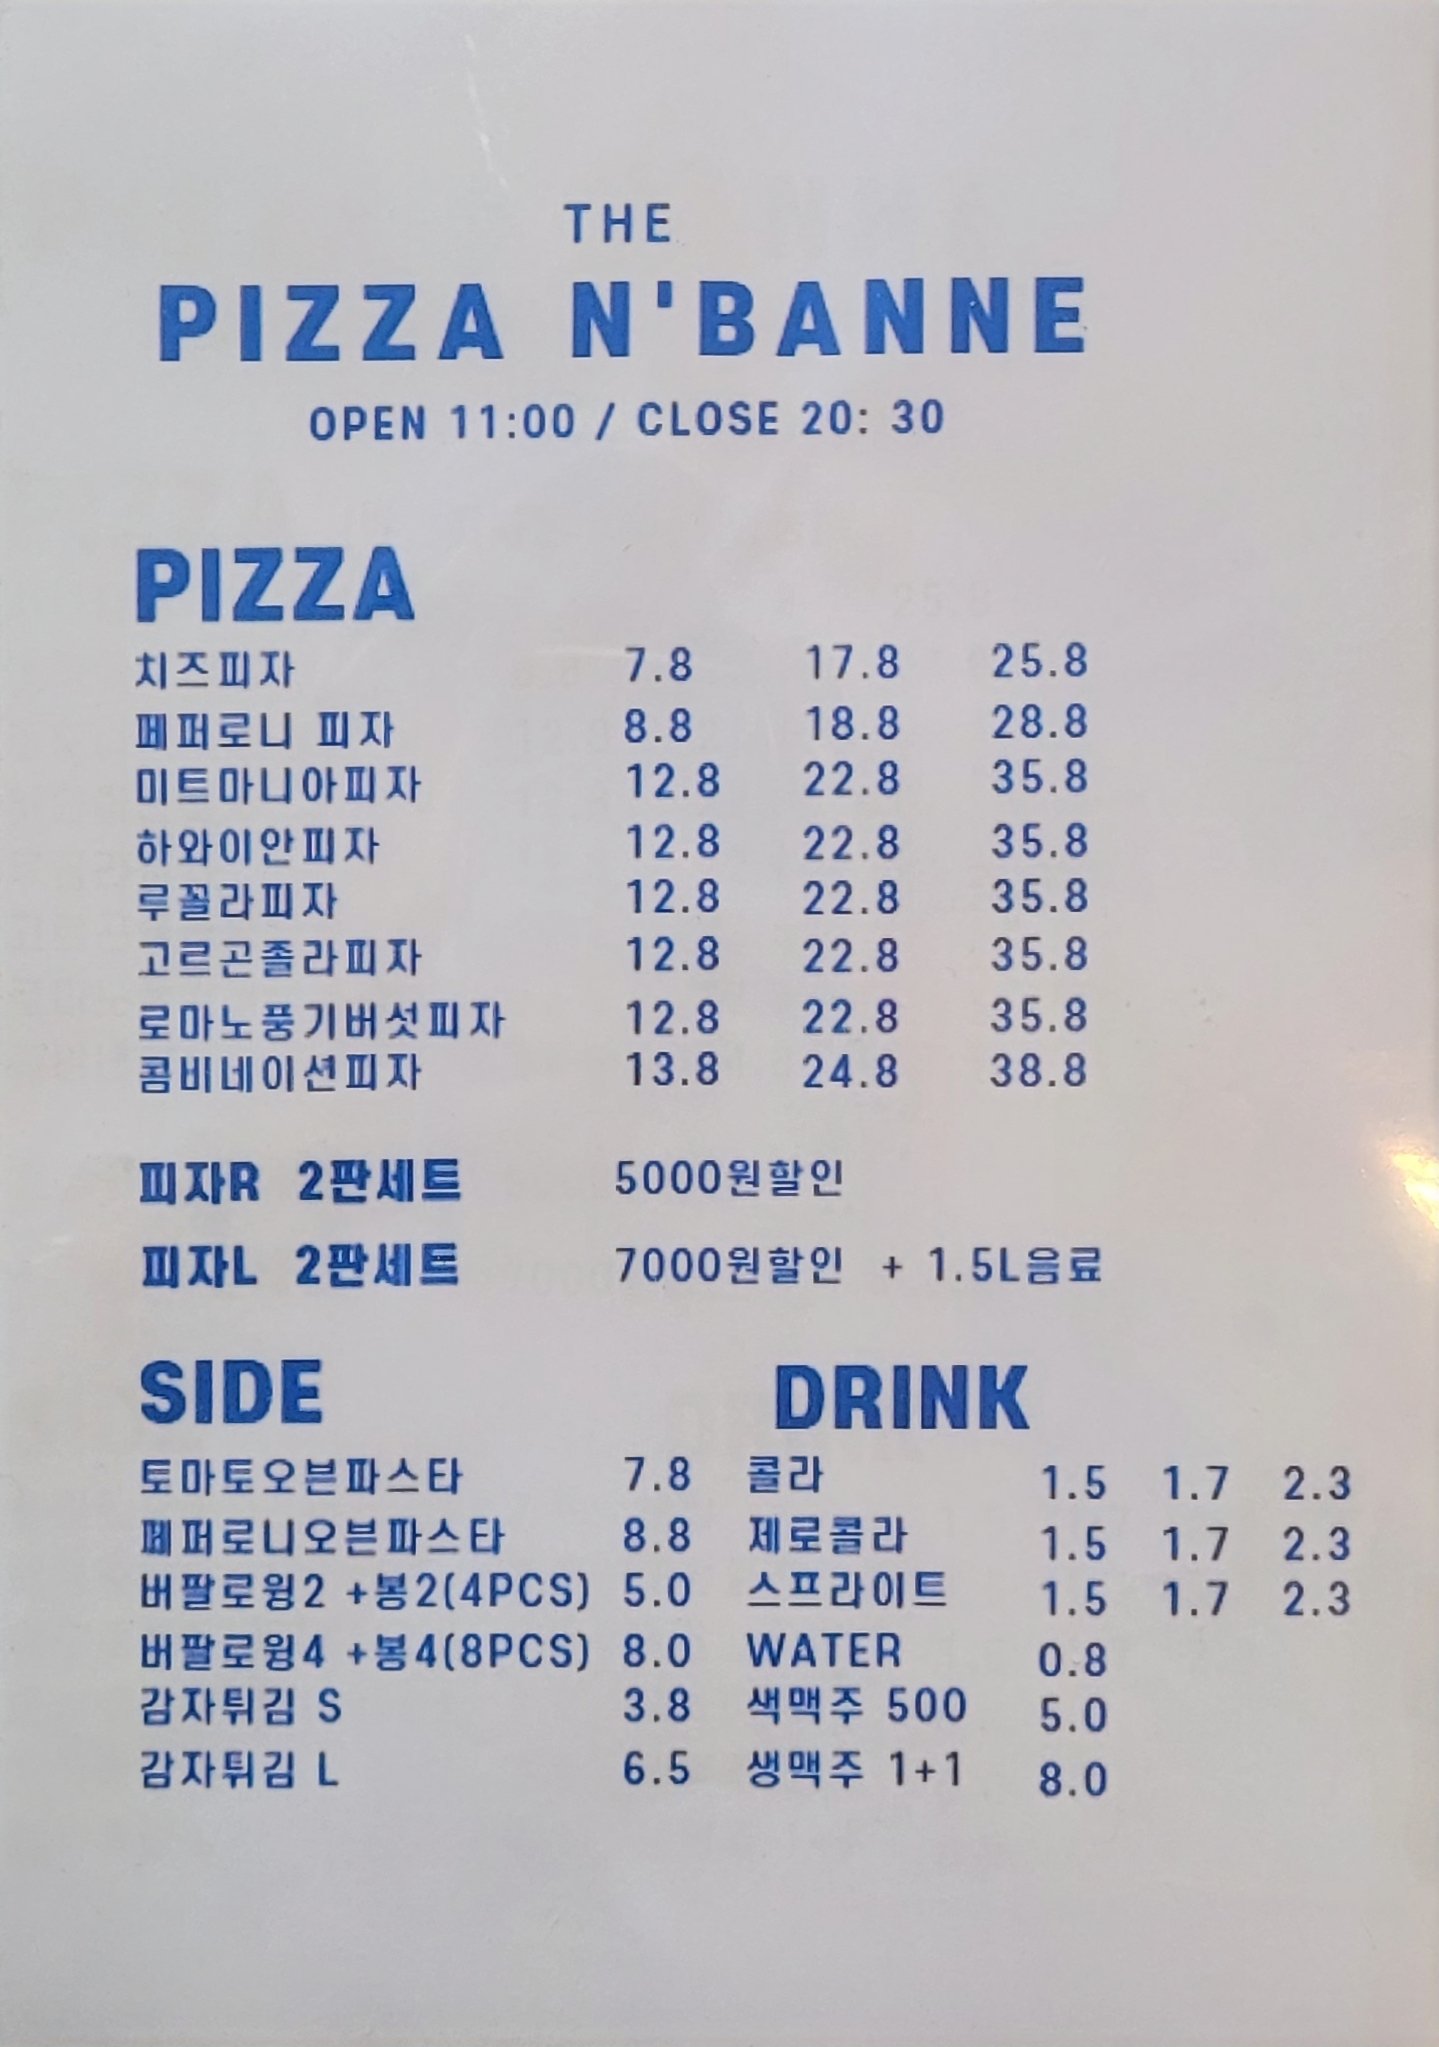 THE
PIZZA N'BANNE
OPEN 11:00 / CLOSE 20: 30
PIZZA
치즈피자 7.8 17.8 25.8
페퍼로니 피자 8.8 18.8 28.8
미트마니아피자 12.8 22.8 35.8
하와이안피자 12.8 22.8 35.8
루꼴라피자 12.8 22.8 35.8
고르곤졸라피자 12.8 22.8 35.8
로마노풍기버섯피자 12.8 22.8 35.8
콤비네이션피자 13.8 24.8 38.8
피자R 2판세트 5000원할인
피자L 2판세트 7000원할인 + 1.5L음료
SIDE
토마토오븐파스타 7.8
페퍼로니오븐파스타 8.8
버팔로윙2 +봉2(4PCS) 5.0
버팔로윙4 +봉4(8PCS) 8.0
감자튀김 S 3.8
감자튀김 L 6.5
DRINK
콜라 1.5 1.7 2.3
제로콜라 1.5 1.7 2.3
스프라이트 1.5 1.7 2.3
WATER 0.8
색맥주 500 5.0
생맥주 1+1 8.0